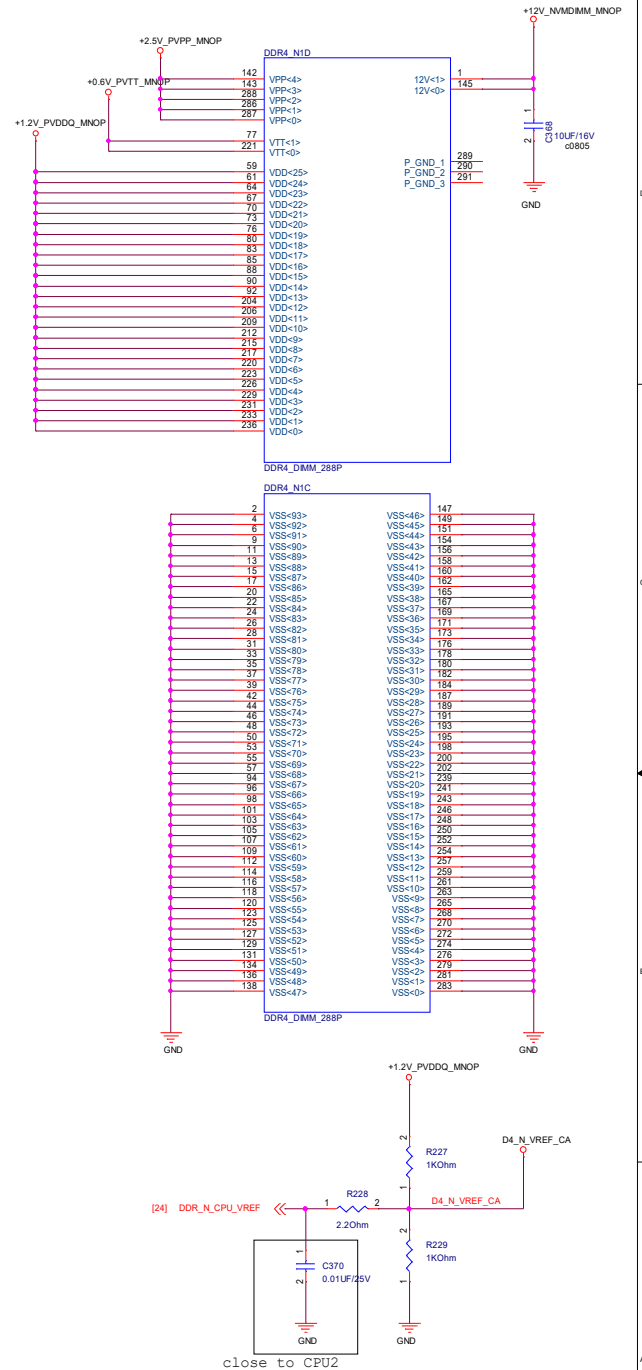 +12V_NVMDIMM_MNOP
+2.5V_PVPP_MNOP
+0.6V_PVTT_MNOP
+1.2V_PVDDQ_MNOP
DDR4_N1D
142 VPP<4> 12V<1> 1
143 VPP<3> 12V<0> 145
288 VPP<2>
286 VPP<1>
287 VPP<0>
77 VTT<1>
221 VTT<0>
1
2
C368
10UF/16V
c0805
GND
P_GND_1 289
P_GND_2 290
P_GND_3 291
59 VDD<25>
61 VDD<24>
64 VDD<23>
67 VDD<22>
70 VDD<21>
73 VDD<20>
76 VDD<19>
80 VDD<18>
83 VDD<17>
85 VDD<16>
88 VDD<15>
90 VDD<14>
92 VDD<13>
204 VDD<12>
206 VDD<11>
209 VDD<10>
212 VDD<9>
215 VDD<8>
217 VDD<7>
220 VDD<6>
223 VDD<5>
226 VDD<4>
229 VDD<3>
231 VDD<2>
233 VDD<1>
236 VDD<0>
DDR4_DIMM_288P
DDR4_N1C
2 VSS<93> VSS<46> 147
4 VSS<92> VSS<45> 149
6 VSS<91> VSS<44> 151
9 VSS<90> VSS<43> 154
11 VSS<89> VSS<42> 156
13 VSS<88> VSS<41> 158
15 VSS<87> VSS<40> 160
17 VSS<86> VSS<39> 162
20 VSS<85> VSS<38> 165
22 VSS<84> VSS<37> 167
24 VSS<83> VSS<36> 169
26 VSS<82> VSS<35> 171
28 VSS<81> VSS<34> 173
31 VSS<80> VSS<33> 176
33 VSS<79> VSS<32> 178
35 VSS<78> VSS<31> 180
37 VSS<77> VSS<30> 182
39 VSS<76> VSS<29> 184
42 VSS<75> VSS<28> 187
44 VSS<74> VSS<27> 189
46 VSS<73> VSS<26> 191
48 VSS<72> VSS<25> 193
50 VSS<71> VSS<24> 195
53 VSS<70> VSS<23> 198
55 VSS<69> VSS<22> 200
57 VSS<68> VSS<21> 202
94 VSS<67> VSS<20> 239
96 VSS<66> VSS<19> 241
98 VSS<65> VSS<18> 243
101 VSS<64> VSS<17> 246
103 VSS<63> VSS<16> 248
105 VSS<62> VSS<15> 250
107 VSS<61> VSS<14> 252
109 VSS<60> VSS<13> 254
112 VSS<59> VSS<12> 257
114 VSS<58> VSS<11> 259
116 VSS<57> VSS<10> 261
118 VSS<56> VSS<9> 263
120 VSS<55> VSS<8> 265
123 VSS<54> VSS<7> 268
125 VSS<53> VSS<6> 270
127 VSS<52> VSS<5> 272
129 VSS<51> VSS<4> 274
131 VSS<50> VSS<3> 276
134 VSS<49> VSS<2> 279
136 VSS<48> VSS<1> 281
138 VSS<47> VSS<0> 283
DDR4_DIMM_288P
GND GND
+1.2V_PVDDQ_MNOP
2
R227
1KOhm
1
D4_N_VREF_CA
[24] DDR_N_CPU_VREF
1 R228 2
2.2Ohm
D4_N_VREF_CA
2
R229
1KOhm
1
GND
1
C370
0.01UF/25V
2
GND
close to CPU2